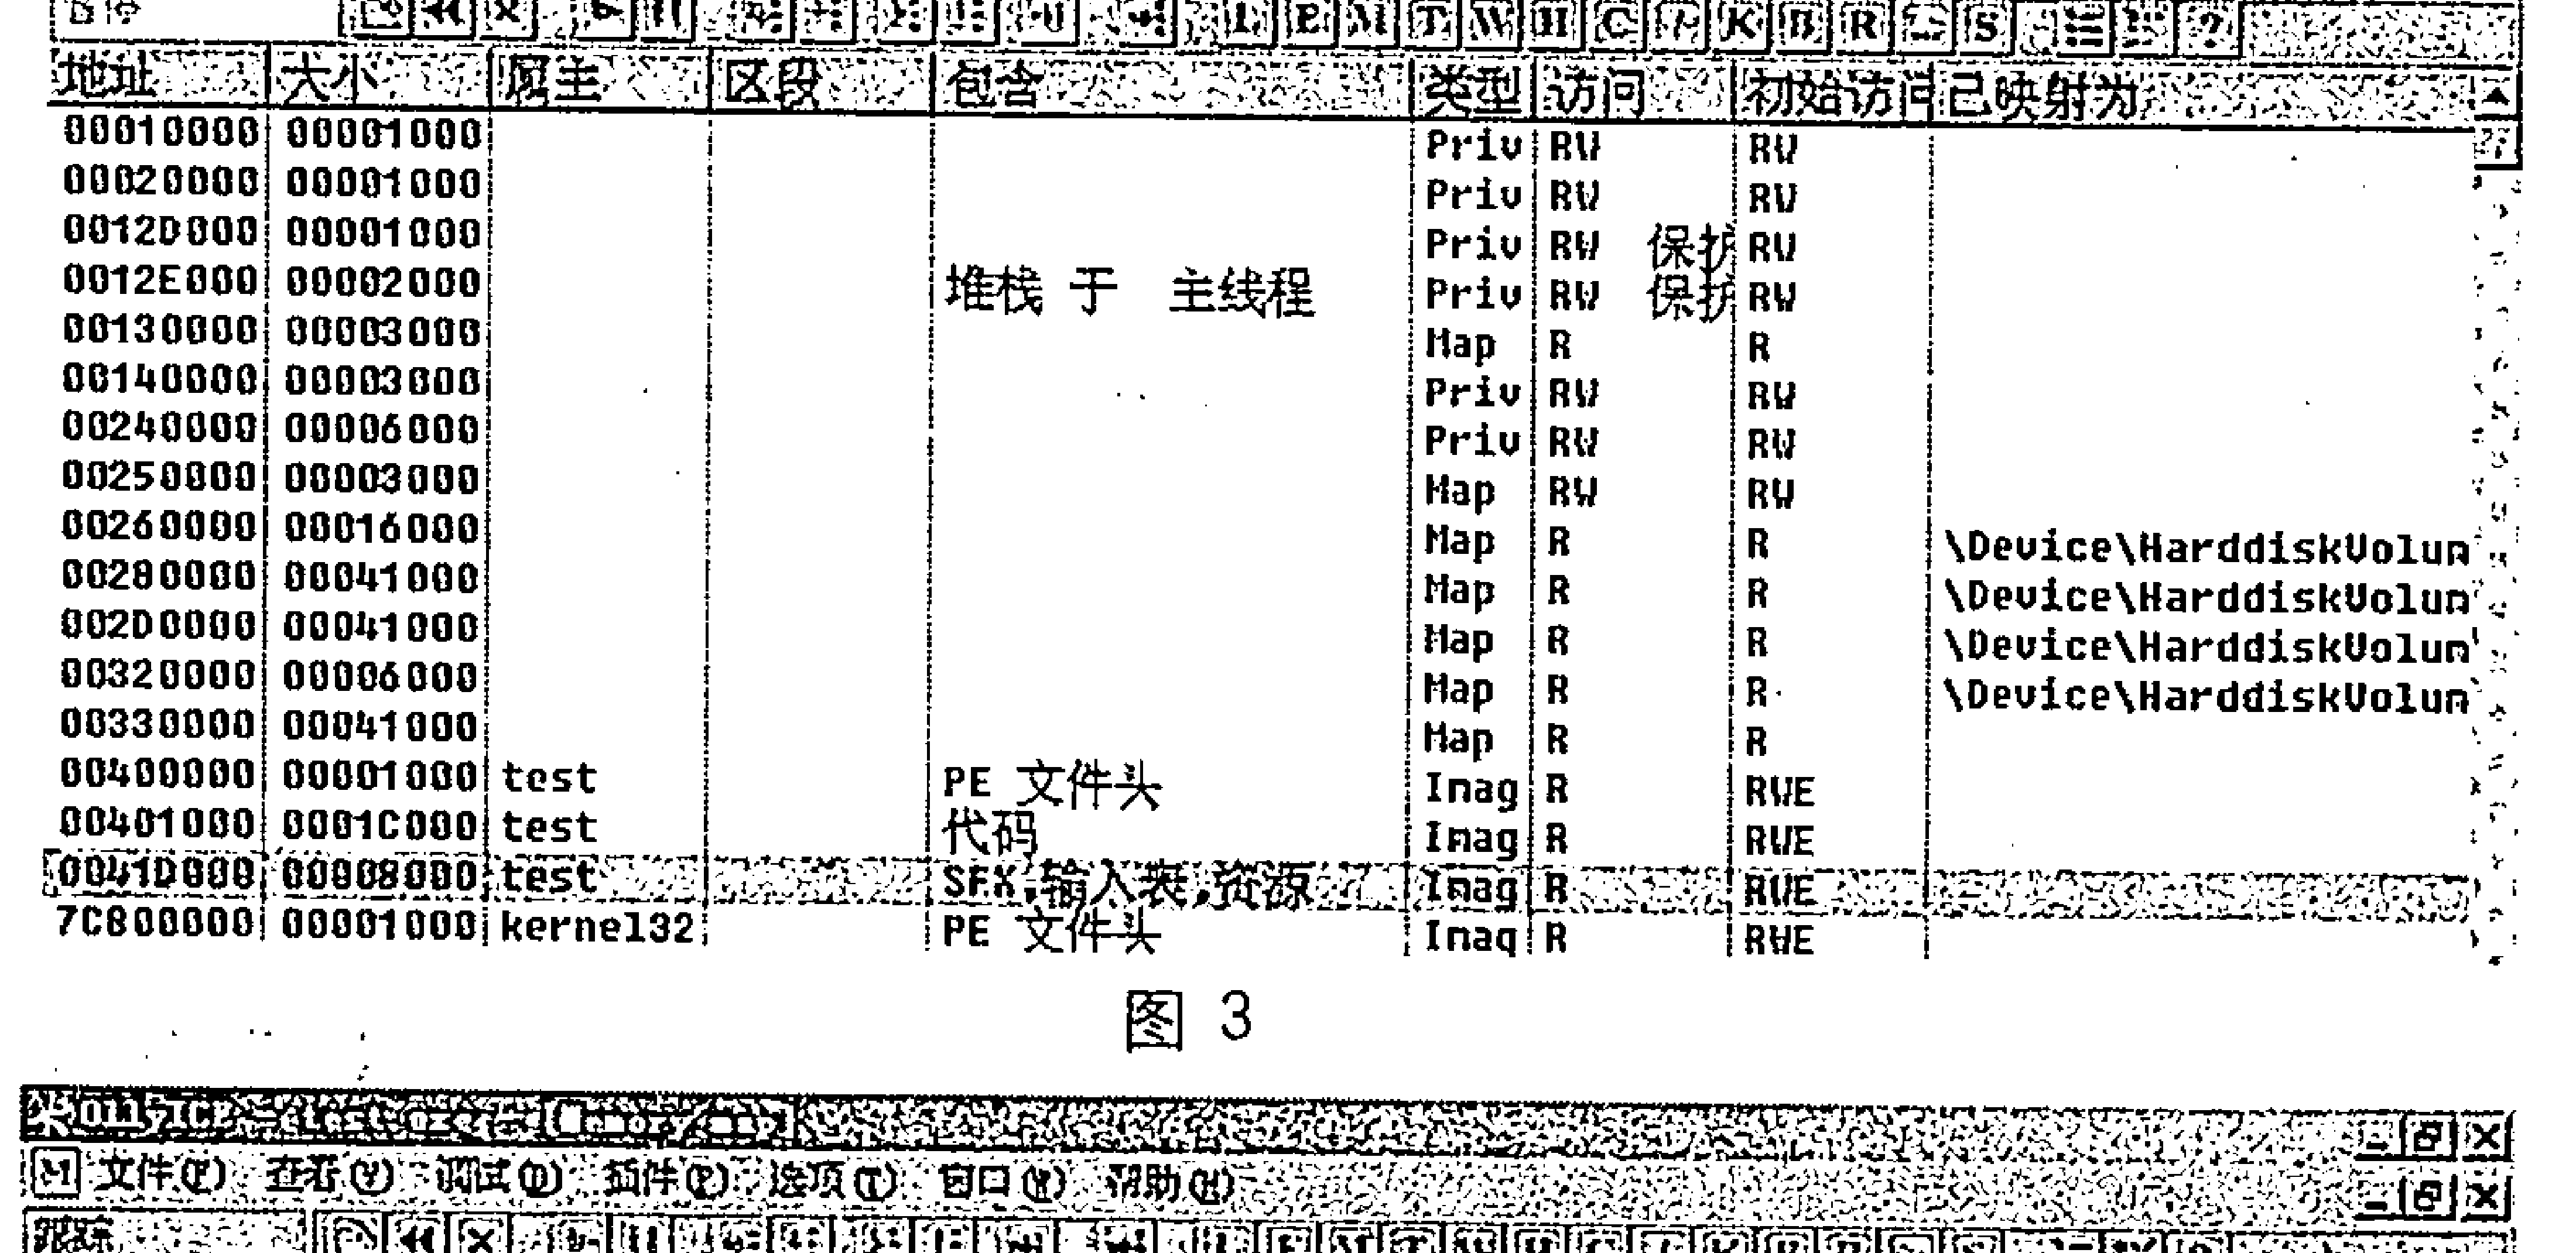 L E M T W H C / K B R ... S ?
地址 大小 属主 区段 包含 类型 访问 初始访问 已映射为
00010000 00001000 Priv RW RW
00020000 00001000 Priv RW RW
0012D000 00001000 Priv RW 保护 RW
0012E000 00002000 堆栈 于 主线程 Priv RW 保护 RW
00130000 00003000 Map R R
00140000 00003000 Priv RW RW
00240000 00006000 Priv RW RW
00250000 00003000 Map RW RW
00260000 00016000 Map R R \Device\HarddiskVolum
00280000 00041000 Map R R \Device\HarddiskVolum
002D0000 00041000 Map R R \Device\HarddiskVolum
00320000 00006000 Map R R \Device\HarddiskVolum
00330000 00041000 Map R R
00400000 00001000 test PE 文件头 Imag R RWE
00401000 0001C000 test 代码 Imag R RWE
0041D000 00008000 test SFX,输入表,资源 Imag R RWE
7C800000 00001000 kernel32 PE 文件头 Imag R RWE
图 3
OllyICE - test.exe - [Memory map]
文件(F) 查看(V) 调试(D) 插件(P) 选项(T) 窗口(W) 帮助(H)